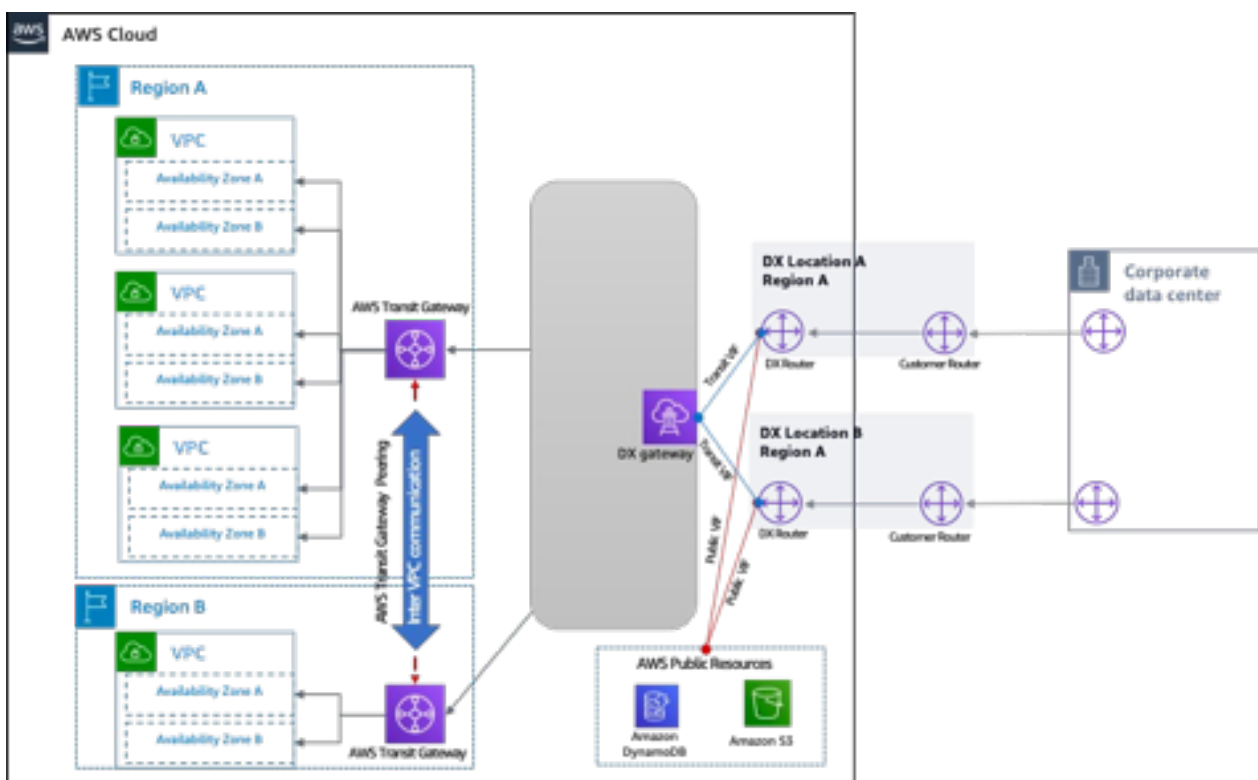 aws
AWS Cloud
Region A
VPC
Availability Zone A
Availability Zone B
VPC
Availability Zone A
Availability Zone B
VPC
Availability Zone A
Availability Zone B
AWS Transit Gateway
AWS Transit Gateway Peering
Inter VPC communication
Region B
VPC
Availability Zone A
Availability Zone B
AWS Transit Gateway
DX gateway
Transit VIF
Transit VIF
Public VIF
Public VIF
DX Location A
Region A
DX Router
Customer Router
DX Location B
Region A
DX Router
Customer Router
Corporate
data center
AWS Public Resources
Amazon
DynamoDB
Amazon S3